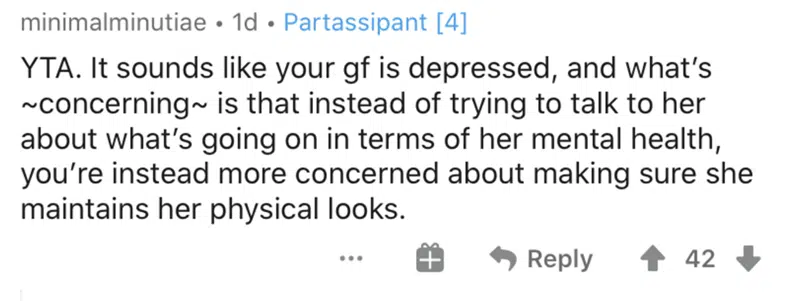 minimalminutiae • 1d • Partassipant [4]
YTA. It sounds like your gf is depressed, and what's
~concerning~ is that instead of trying to talk to her
about what's going on in terms of her mental health,
you're instead more concerned about making sure she
maintains her physical looks.
... Reply 42